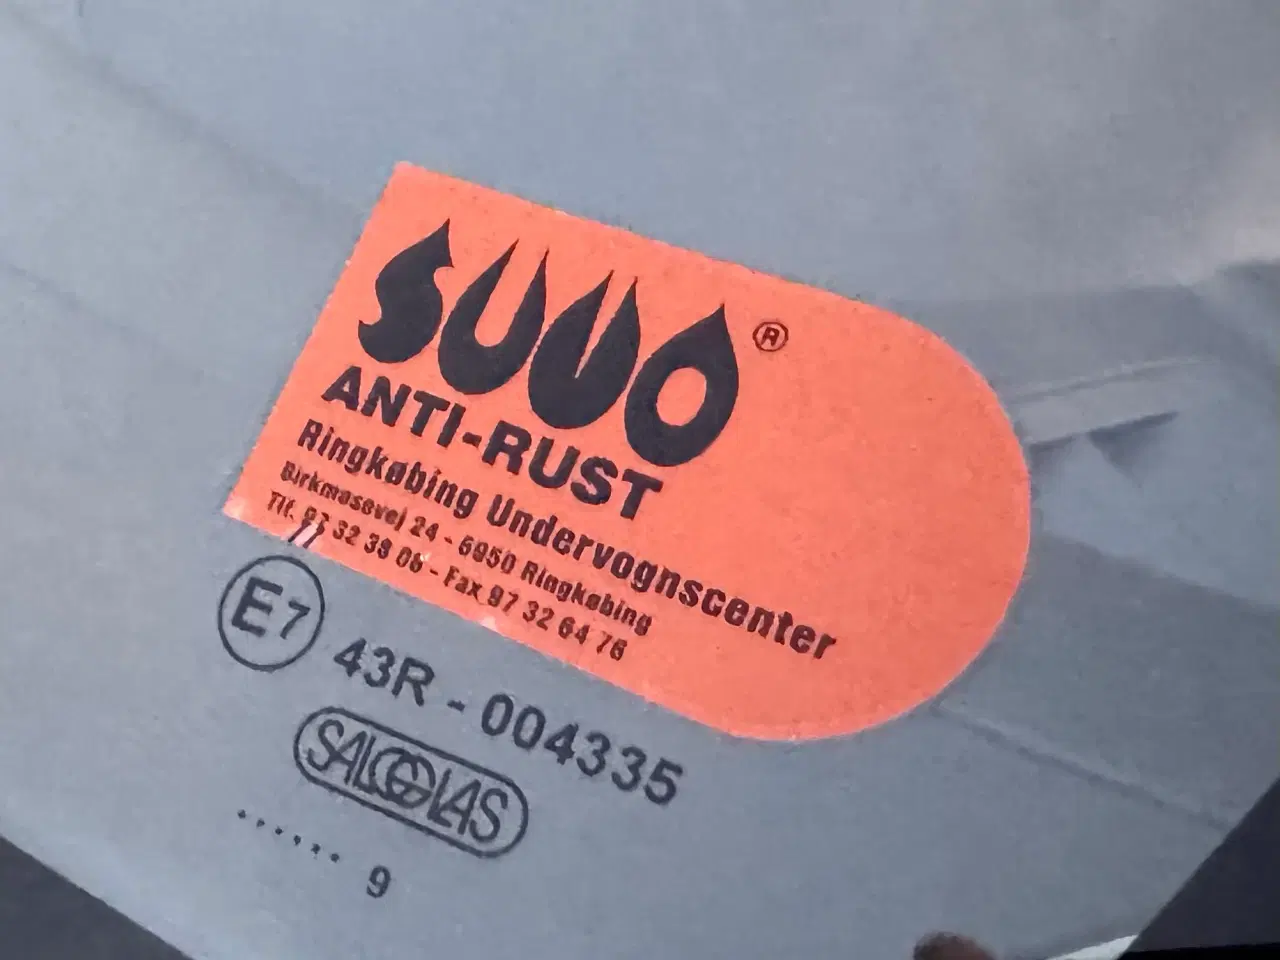 SUVO ®
ANTI-RUST
Ringkøbing Undervognscenter
Birkmosevej 24 - 6950 Ringkøbing
Tlf. 97 32 38 06 - Fax 97 32 64 76
E7
43R - 004335
SALGGLAS
....... 9